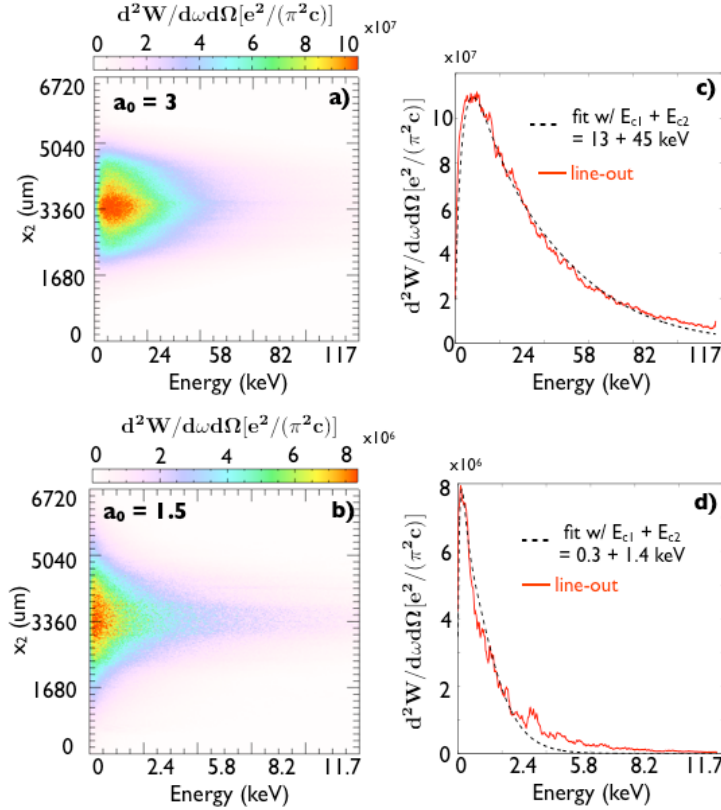 d²W/dωdΩ[e²/(π²c)]
0 2 4 6 8 10 x10⁷
a₀ = 3 a)
6720
5040
3360
1680
0
x₂ (um)
0 24 58 82 117
Energy (keV)
x10⁷
c)
10
8
6
4
2
0
d²W/dωdΩ[e²/(π²c)]
fit w/ E_c1 + E_c2
= 13 + 45 keV
line-out
0 24 58 82 117
Energy (keV)
d²W/dωdΩ[e²/(π²c)]
0 2 4 6 8 x10⁶
a₀ = 1.5 b)
6720
5040
3360
1680
0
x₂ (um)
0 2.4 5.8 8.2 11.7
Energy (keV)
x10⁶
d)
8
6
4
2
0
d²W/dωdΩ[e²/(π²c)]
fit w/ E_c1 + E_c2
= 0.3 + 1.4 keV
line-out
0 2.4 5.8 8.2 11.7
Energy (keV)